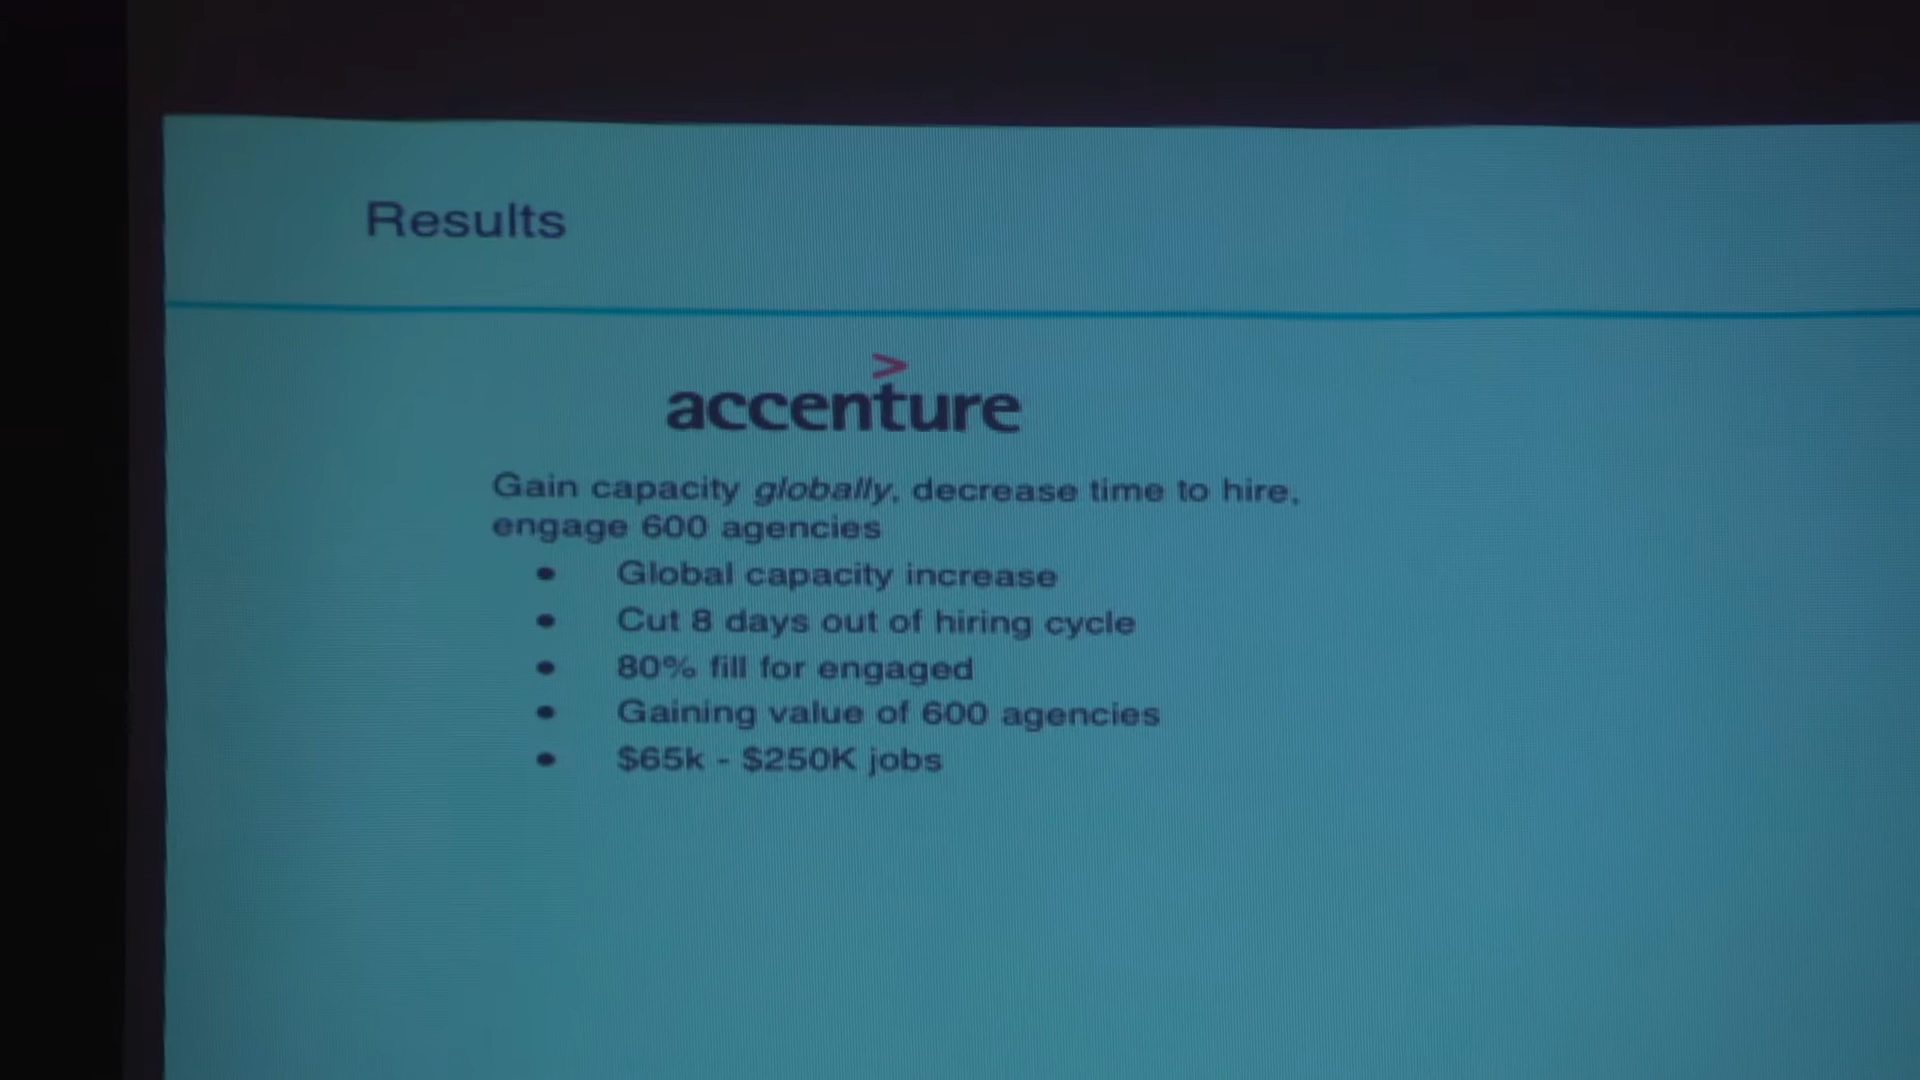 Results
accenture
>
Gain capacity globally, decrease time to hire,
engage 600 agencies
• Global capacity increase
• Cut 8 days out of hiring cycle
• 80% fill for engaged
• Gaining value of 600 agencies
• $65k - $250K jobs